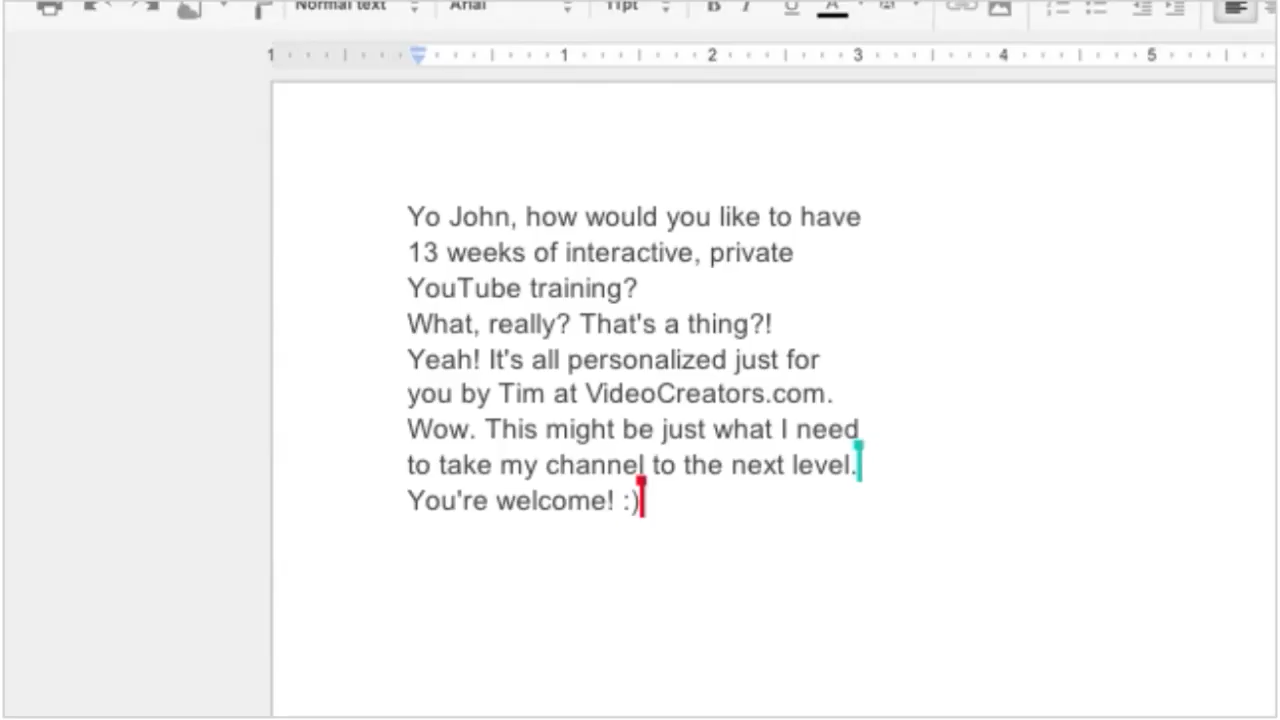 Normal text Arial 11pt B I U A
1 1 2 3 4 5
Yo John, how would you like to have
13 weeks of interactive, private
YouTube training?
What, really? That's a thing?!
Yeah! It's all personalized just for
you by Tim at VideoCreators.com.
Wow. This might be just what I need
to take my channel to the next level.
You're welcome! :)